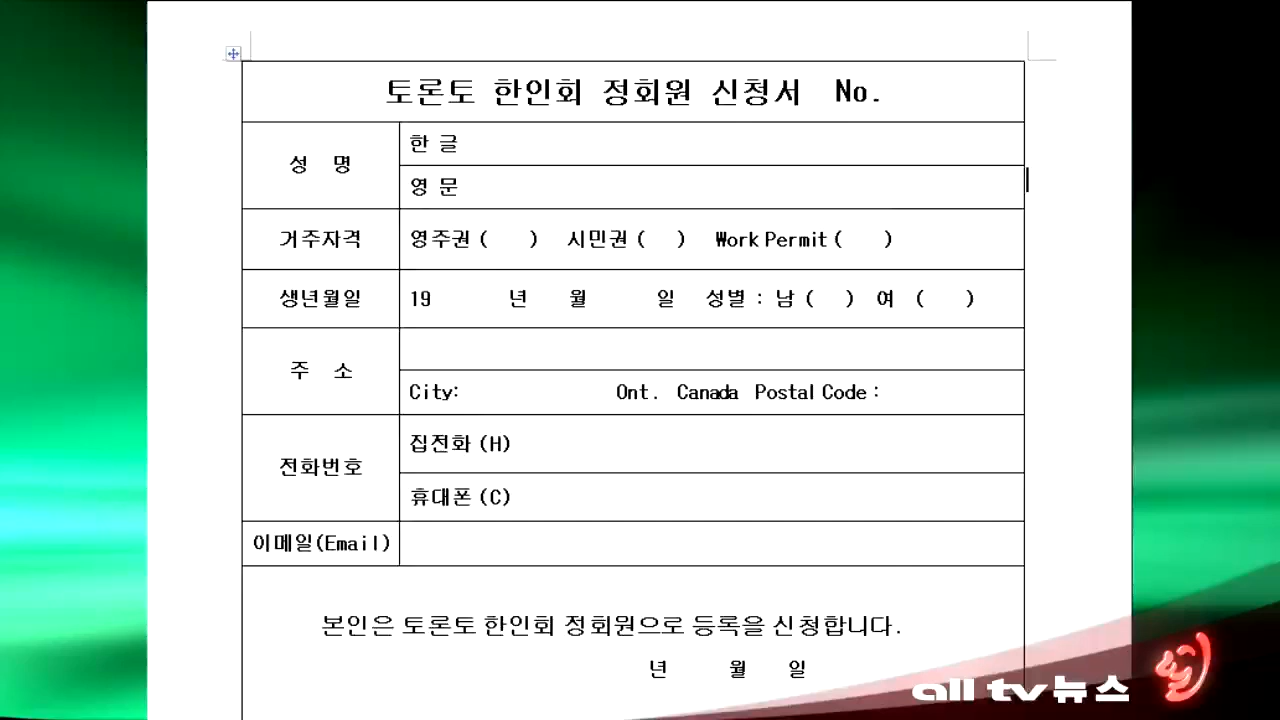 토론토 한인회 정회원 신청서 No.
성 명
한 글
영 문
거주자격
영주권 ( ) 시민권 ( ) Work Permit ( )
생년월일
19 년 월 일 성별 : 남 ( ) 여 ( )
주 소
City: Ont. Canada Postal Code :
전화번호
집전화 (H)
휴대폰 (C)
이메일(Email)
본인은 토론토 한인회 정회원으로 등록을 신청합니다.
년 월 일
all tv 뉴스